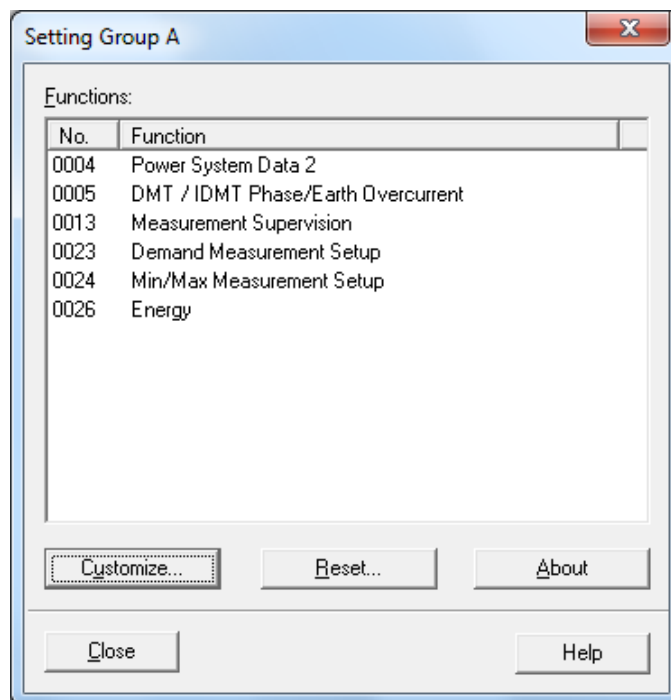 Setting Group A
Functions:
No. Function
0004 Power System Data 2
0005 DMT / IDMT Phase/Earth Overcurrent
0013 Measurement Supervision
0023 Demand Measurement Setup
0024 Min/Max Measurement Setup
0026 Energy
Customize... Reset... About
Close Help